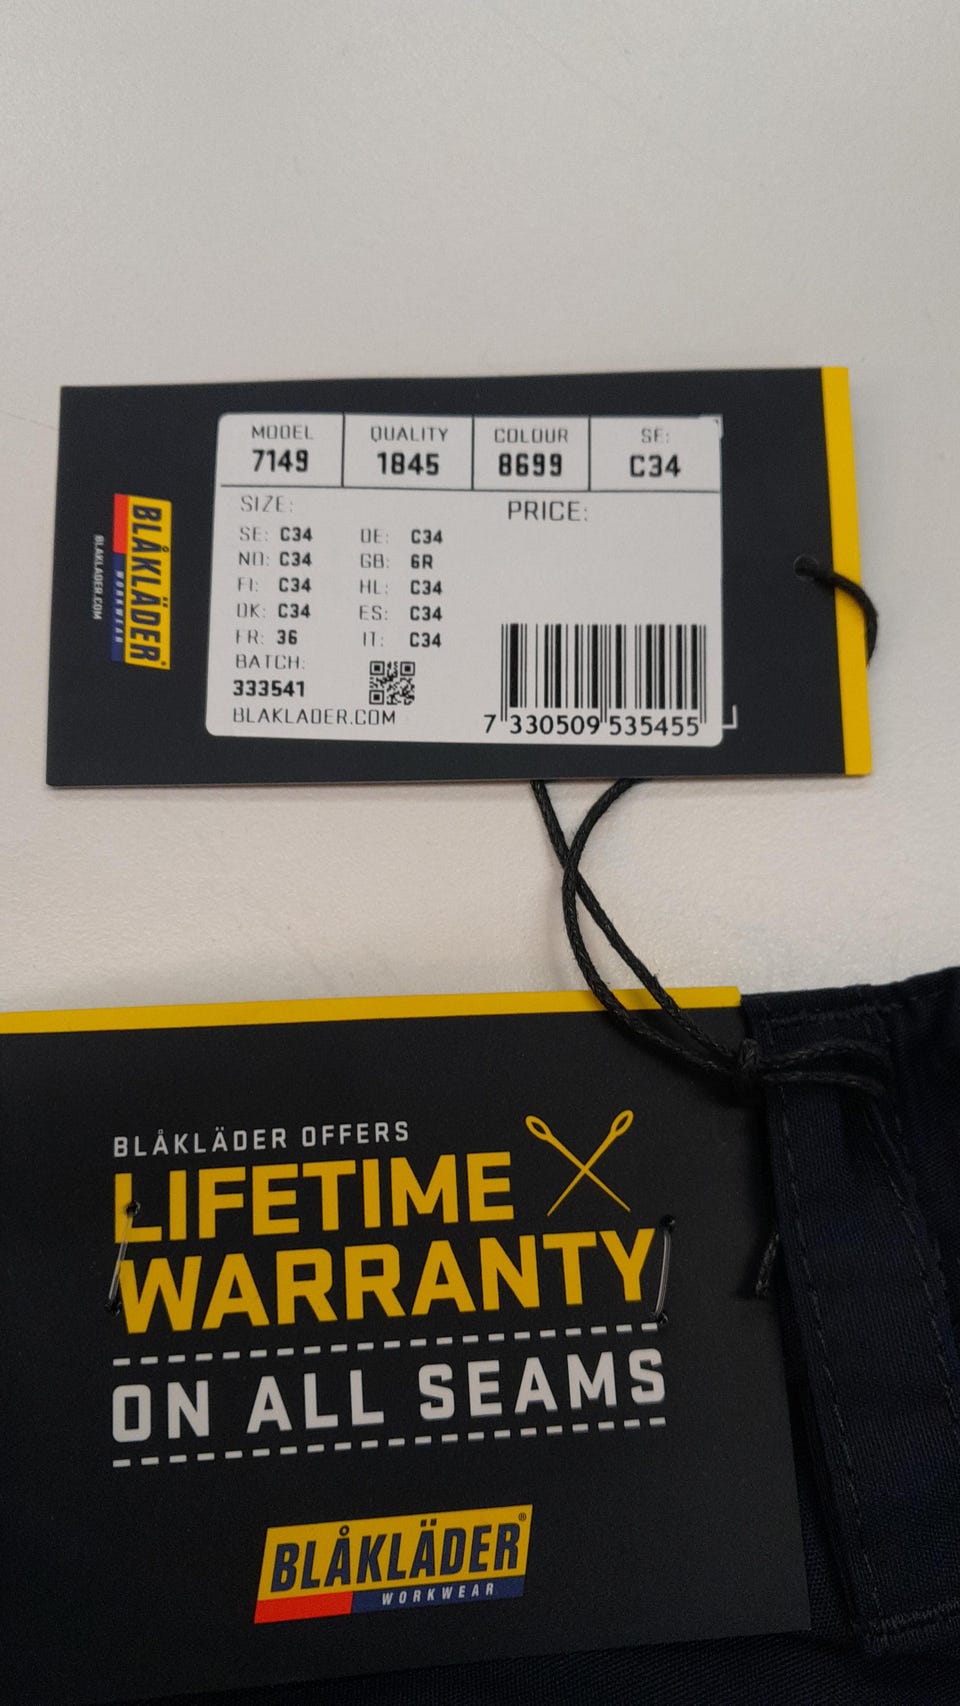 MODEL QUALITY COLOUR SE:
7149 1845 8699 C34
SIZE: PRICE:
SE: C34 DE: C34
NO: C34 GB: 6R
FI: C34 HL: C34
DK: C34 ES: C34
FR: 36 IT: C34
BATCH:
333541
BLAKLADER.COM
7 330509 535455
BLÅKLÄDER®
WORKWEAR
BLAKLADER.COM
BLÅKLÄDER OFFERS
LIFETIME
WARRANTY
ON ALL SEAMS
BLÅKLÄDER®
WORKWEAR